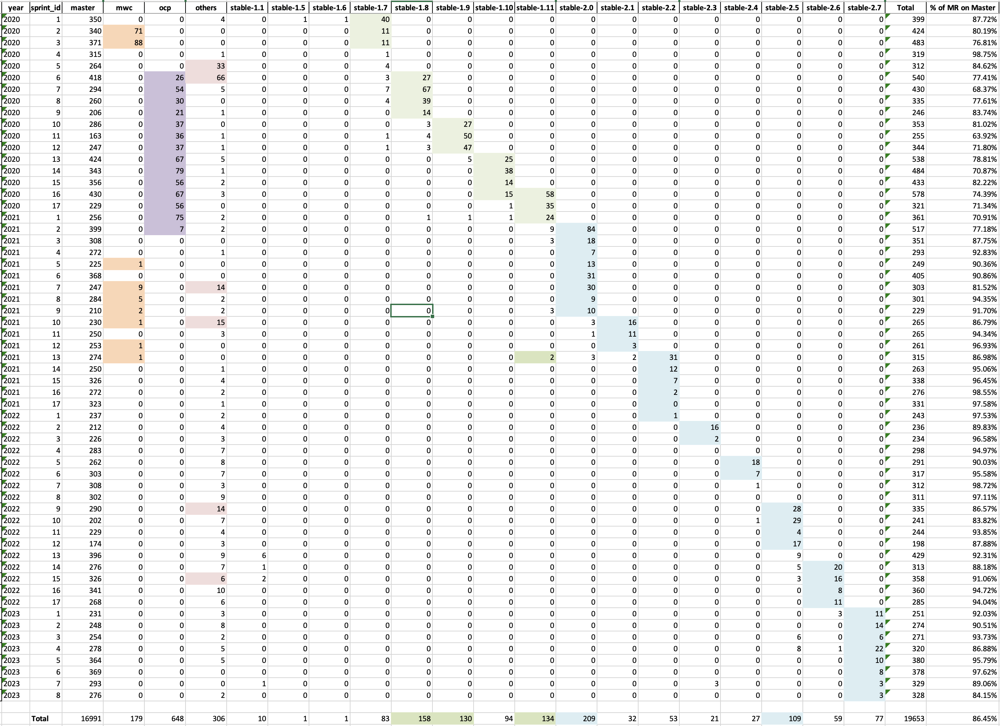 year sprint_id master mwc ocp others stable-1.1 stable-1.5 stable-1.6 stable-1.7 stable-1.8 stable-1.9 stable-1.10 stable-1.11 stable-2.0 stable-2.1 stable-2.2 stable-2.3 stable-2.4 stable-2.5 stable-2.6 stable-2.7 Total % of MR on Master
2020 1 350 0 0 4 0 1 1 40 0 0 0 0 0 0 0 0 0 0 0 0 399 87.72%
2020 2 340 71 0 0 0 0 0 11 0 0 0 0 0 0 0 0 0 0 0 0 424 80.19%
2020 3 371 88 0 0 0 0 0 11 0 0 0 0 0 0 0 0 0 0 0 0 483 76.81%
2020 4 315 0 0 1 0 0 0 1 0 0 0 0 0 0 0 0 0 0 0 0 319 98.75%
2020 5 264 0 0 33 0 0 0 4 0 0 0 0 0 0 0 0 0 0 0 0 312 84.62%
2020 6 418 0 26 66 0 0 0 3 27 0 0 0 0 0 0 0 0 0 0 0 540 77.41%
2020 7 294 0 54 5 0 0 0 7 67 0 0 0 0 0 0 0 0 0 0 0 430 68.37%
2020 8 260 0 30 0 0 0 0 4 39 0 0 0 0 0 0 0 0 0 0 0 335 77.61%
2020 9 206 0 21 1 0 0 0 0 14 0 0 0 0 0 0 0 0 0 0 0 246 83.74%
2020 10 286 0 37 0 0 0 0 0 3 27 0 0 0 0 0 0 0 0 0 0 353 81.02%
2020 11 163 0 36 1 0 0 0 1 4 50 0 0 0 0 0 0 0 0 0 0 255 63.92%
2020 12 247 0 37 1 0 0 0 1 3 47 0 0 0 0 0 0 0 0 0 0 344 71.80%
2020 13 424 0 67 5 0 0 0 0 0 5 25 0 0 0 0 0 0 0 0 0 538 78.81%
2020 14 343 0 79 1 0 0 0 0 0 0 38 0 0 0 0 0 0 0 0 0 484 70.87%
2020 15 356 0 56 2 0 0 0 0 0 0 14 0 0 0 0 0 0 0 0 0 433 82.22%
2020 16 430 0 67 3 0 0 0 0 0 0 15 58 0 0 0 0 0 0 0 0 578 74.39%
2020 17 229 0 56 0 0 0 0 0 0 0 1 35 0 0 0 0 0 0 0 0 321 71.34%
2021 1 256 0 75 2 0 0 0 0 1 1 1 24 0 0 0 0 0 0 0 0 361 70.91%
2021 2 399 0 7 2 0 0 0 0 0 0 0 9 84 0 0 0 0 0 0 0 517 77.18%
2021 3 308 0 0 0 0 0 0 0 0 0 0 3 18 0 0 0 0 0 0 0 351 87.75%
2021 4 272 0 0 1 0 0 0 0 0 0 0 0 7 0 0 0 0 0 0 0 293 92.83%
2021 5 225 1 0 0 0 0 0 0 0 0 0 0 13 0 0 0 0 0 0 0 249 90.36%
2021 6 368 0 0 0 0 0 0 0 0 0 0 0 31 0 0 0 0 0 0 0 405 90.86%
2021 7 247 9 0 14 0 0 0 0 0 0 0 0 30 0 0 0 0 0 0 0 303 81.52%
2021 8 284 5 0 2 0 0 0 0 0 0 0 0 9 0 0 0 0 0 0 0 301 94.35%
2021 9 210 2 0 2 0 0 0 0 0 0 0 3 10 0 0 0 0 0 0 0 229 91.70%
2021 10 230 1 0 15 0 0 0 0 0 0 0 0 3 16 0 0 0 0 0 0 265 86.79%
2021 11 250 0 0 3 0 0 0 0 0 0 0 0 1 11 0 0 0 0 0 0 265 94.34%
2021 12 253 1 0 0 0 0 0 0 0 0 0 0 0 3 0 0 0 0 0 0 261 96.93%
2021 13 274 1 0 0 0 0 0 0 0 0 0 2 3 2 31 0 0 0 0 0 315 86.98%
2021 14 250 0 0 1 0 0 0 0 0 0 0 0 0 0 12 0 0 0 0 0 263 95.06%
2021 15 326 0 0 4 0 0 0 0 0 0 0 0 0 0 7 0 0 0 0 0 338 96.45%
2021 16 272 0 0 2 0 0 0 0 0 0 0 0 0 0 2 0 0 0 0 0 276 98.55%
2021 17 323 0 0 1 0 0 0 0 0 0 0 0 0 0 0 0 0 0 0 0 331 97.58%
2022 1 237 0 0 2 0 0 0 0 0 0 0 0 0 0 1 0 0 0 0 0 243 97.53%
2022 2 212 0 0 4 0 0 0 0 0 0 0 0 0 0 0 16 0 0 0 0 236 89.83%
2022 3 226 0 0 3 0 0 0 0 0 0 0 0 0 0 0 2 0 0 0 0 234 96.58%
2022 4 283 0 0 7 0 0 0 0 0 0 0 0 0 0 0 0 0 0 0 0 298 94.97%
2022 5 262 0 0 8 0 0 0 0 0 0 0 0 0 0 0 0 18 0 0 0 291 90.03%
2022 6 303 0 0 7 0 0 0 0 0 0 0 0 0 0 0 0 7 0 0 0 317 95.58%
2022 7 308 0 0 3 0 0 0 0 0 0 0 0 0 0 0 0 1 0 0 0 312 98.72%
2022 8 302 0 0 9 0 0 0 0 0 0 0 0 0 0 0 0 0 0 0 0 311 97.11%
2022 9 290 0 0 14 0 0 0 0 0 0 0 0 0 0 0 0 0 28 0 0 335 86.57%
2022 10 202 0 0 7 0 0 0 0 0 0 0 0 0 0 0 0 1 29 0 0 241 83.82%
2022 11 229 0 0 4 0 0 0 0 0 0 0 0 0 0 0 0 0 4 0 0 244 93.85%
2022 12 174 0 0 3 0 0 0 0 0 0 0 0 0 0 0 0 0 17 0 0 198 87.88%
2022 13 396 0 0 9 6 0 0 0 0 0 0 0 0 0 0 0 0 9 0 0 429 92.31%
2022 14 276 0 0 7 1 0 0 0 0 0 0 0 0 0 0 0 0 5 20 0 313 88.18%
2022 15 326 0 0 6 2 0 0 0 0 0 0 0 0 0 0 0 0 3 16 0 358 91.06%
2022 16 341 0 0 10 0 0 0 0 0 0 0 0 0 0 0 0 0 0 8 0 360 94.72%
2022 17 268 0 0 6 0 0 0 0 0 0 0 0 0 0 0 0 0 0 11 0 285 94.04%
2023 1 231 0 0 3 0 0 0 0 0 0 0 0 0 0 0 0 0 0 3 11 251 92.03%
2023 2 248 0 0 8 0 0 0 0 0 0 0 0 0 0 0 0 0 0 0 14 274 90.51%
2023 3 254 0 0 2 0 0 0 0 0 0 0 0 0 0 0 0 0 6 0 6 271 93.73%
2023 4 278 0 0 5 0 0 0 0 0 0 0 0 0 0 0 0 0 8 1 22 320 86.88%
2023 5 364 0 0 5 0 0 0 0 0 0 0 0 0 0 0 0 0 0 0 10 380 95.79%
2023 6 369 0 0 0 0 0 0 0 0 0 0 0 0 0 0 0 0 0 0 8 378 97.62%
2023 7 293 0 0 0 1 0 0 0 0 0 0 0 0 0 0 3 0 0 0 3 329 89.06%
2023 8 276 0 0 2 0 0 0 0 0 0 0 0 0 0 0 0 0 0 0 3 328 84.15%
Total 16991 179 648 306 10 1 1 83 158 130 94 134 209 32 53 21 27 109 59 77 19653 86.45%